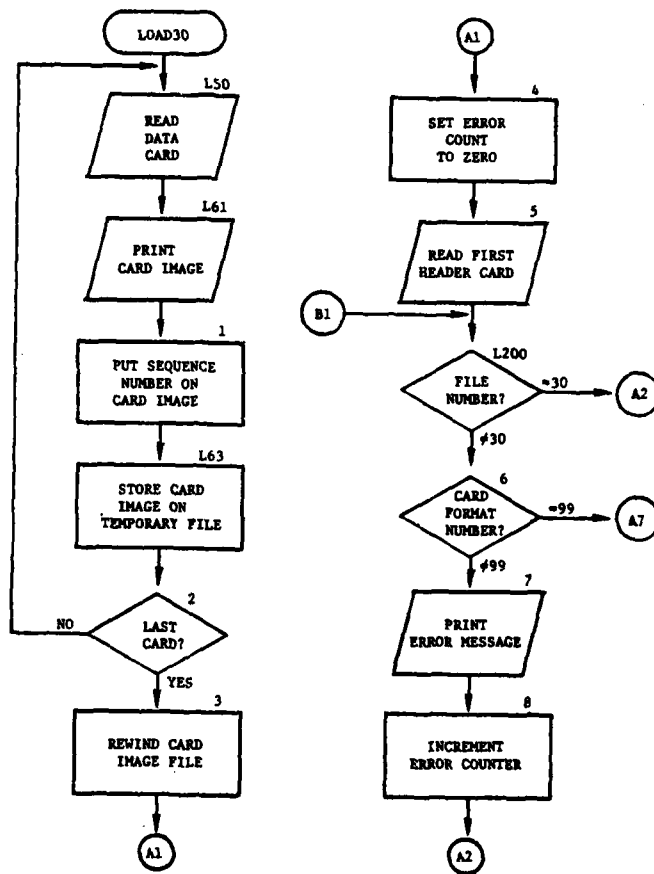 LOAD30
L50
READ
DATA
CARD
L61
PRINT
CARD IMAGE
1
PUT SEQUENCE
NUMBER ON
CARD IMAGE
L63
STORE CARD
IMAGE ON
TEMPORARY FILE
2
LAST
CARD?
NO
YES
3
REWIND CARD
IMAGE FILE
A1
A1
4
SET ERROR
COUNT
TO ZERO
5
READ FIRST
HEADER CARD
B1
L200
FILE
NUMBER?
=30
A2
≠30
6
CARD
FORMAT
NUMBER?
=99
A7
≠99
7
PRINT
ERROR MESSAGE
8
INCREMENT
ERROR COUNTER
A2